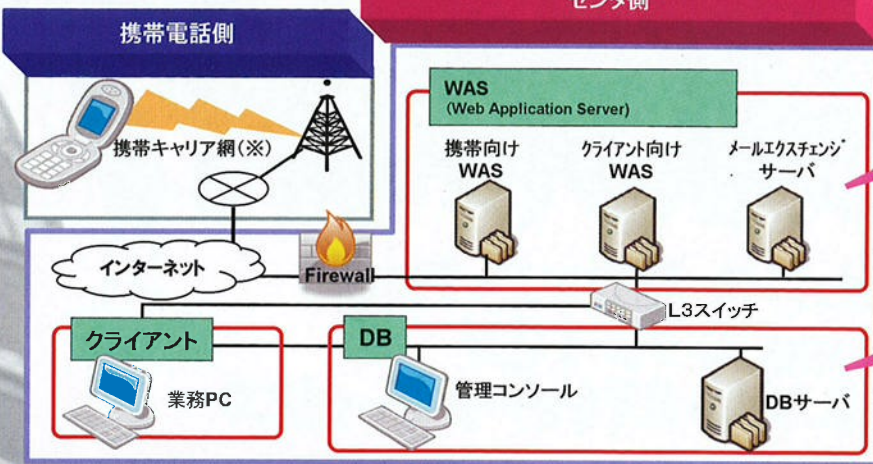 センタ側
携帯電話側
携帯キャリア網(※)
WAS
(Web Application Server)
携帯向け
WAS
クライアント向け
WAS
メールエクスチェンジ
サーバ
インターネット
Firewall
L3スイッチ
クライアント
業務PC
DB
管理コンソール
DBサーバ